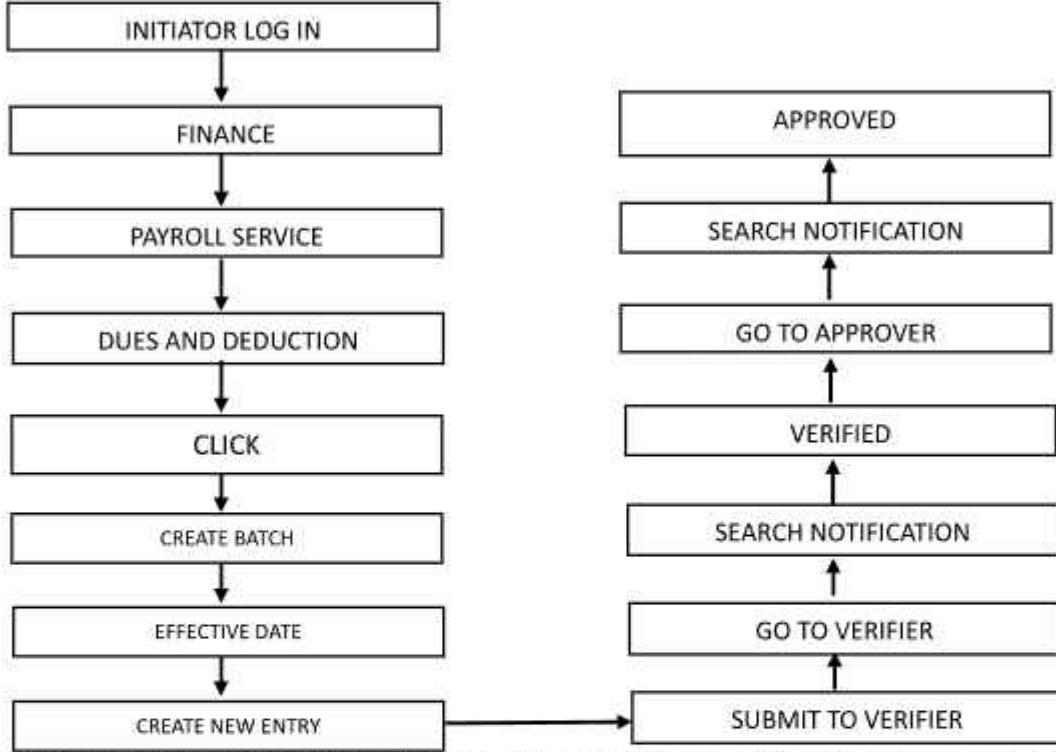 INITIATOR LOG IN
FINANCE
PAYROLL SERVICE
DUES AND DEDUCTION
CLICK
CREATE BATCH
EFFECTIVE DATE
CREATE NEW ENTRY
SUBMIT TO VERIFIER
GO TO VERIFIER
SEARCH NOTIFICATION
VERIFIED
GO TO APPROVER
SEARCH NOTIFICATION
APPROVED